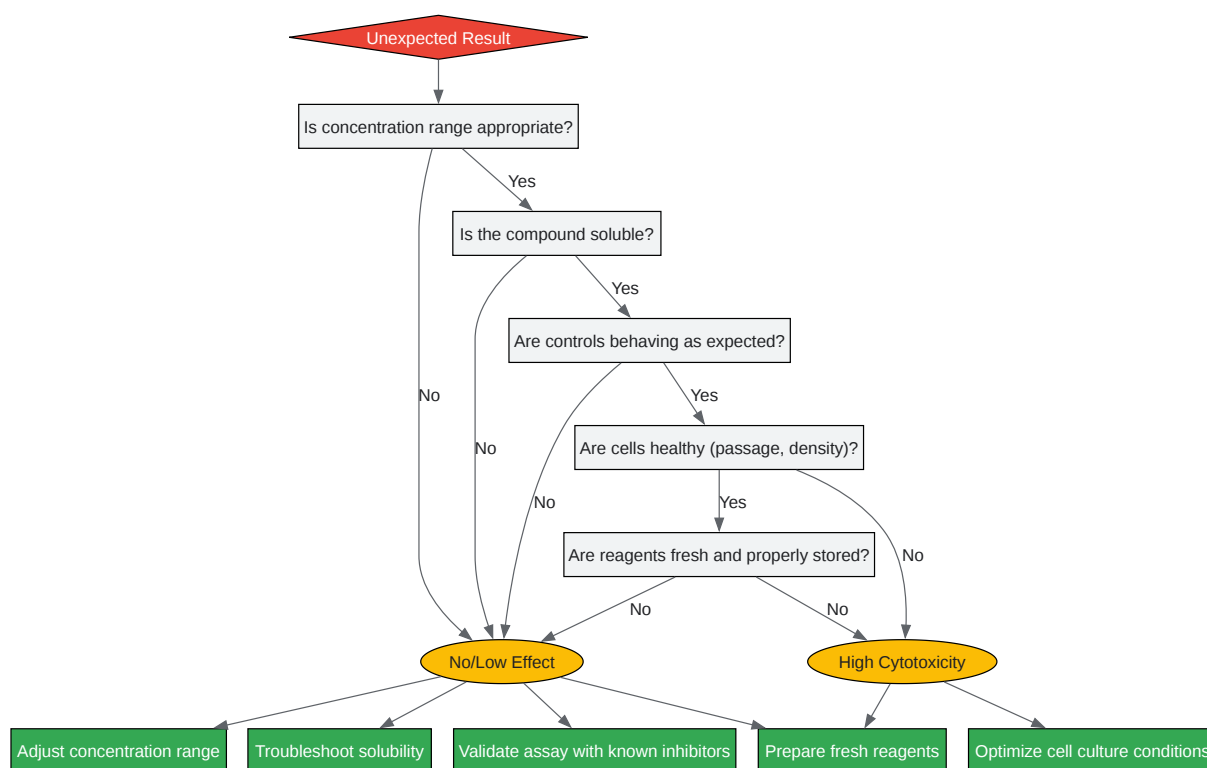 Unexpected Result
Is concentration range appropriate?
Yes
Is the compound soluble?
Yes
Are controls behaving as expected?
No
Yes
Are cells healthy (passage, density)?
No
Yes
No
Are reagents fresh and properly stored?
No
No
No
No/Low Effect
High Cytotoxicity
Adjust concentration range
Troubleshoot solubility
Validate assay with known inhibitors
Prepare fresh reagents
Optimize cell culture conditions